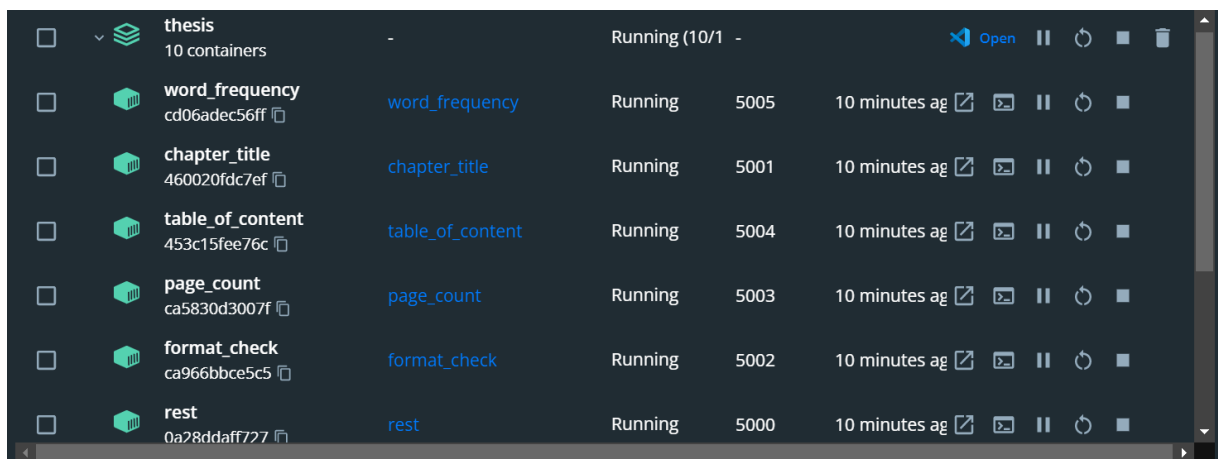 thesis
10 containers - Running (10/1 - Open
word_frequency
cd06adec56ff word_frequency Running 5005 10 minutes ag
chapter_title
460020fdc7ef chapter_title Running 5001 10 minutes ag
table_of_content
453c15fee76c table_of_content Running 5004 10 minutes ag
page_count
ca5830d3007f page_count Running 5003 10 minutes ag
format_check
ca966bbce5c5 format_check Running 5002 10 minutes ag
rest
0a28ddaff727 rest Running 5000 10 minutes ag